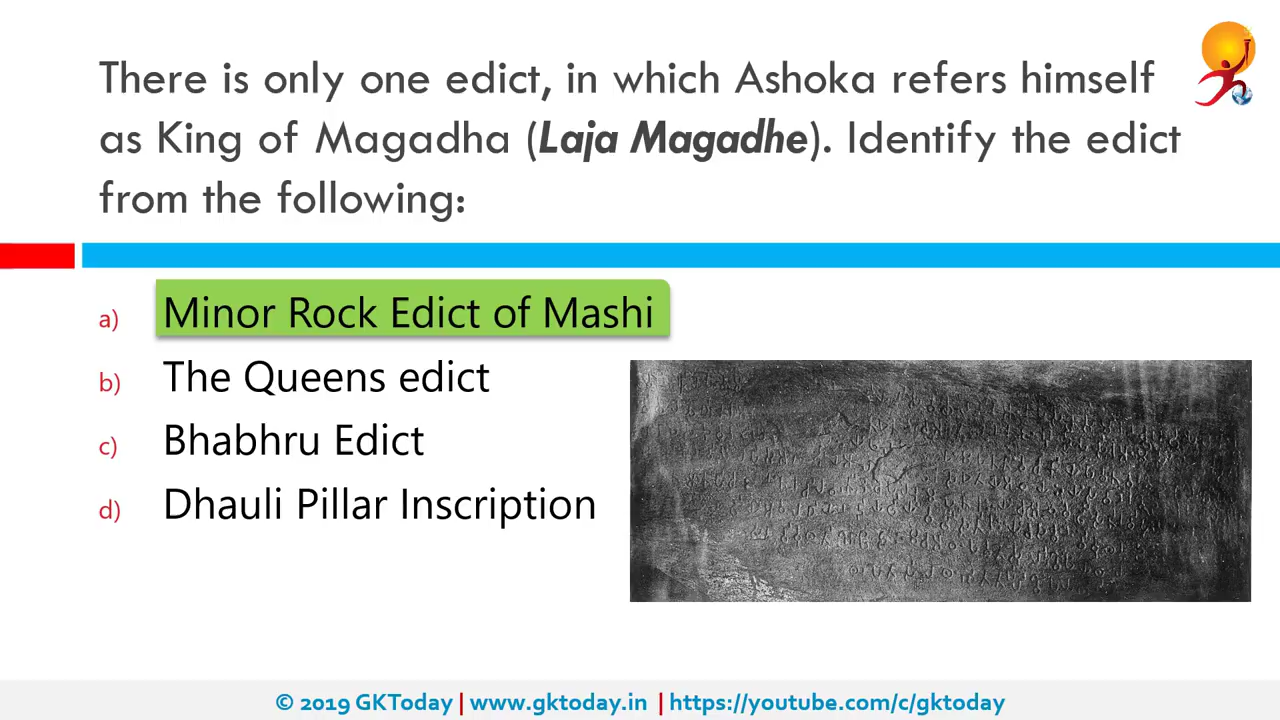 There is only one edict, in which Ashoka refers himself
as King of Magadha (Laja Magadhe). Identify the edict
from the following:
a) Minor Rock Edict of Mashi
b) The Queens edict
c) Bhabhru Edict
d) Dhauli Pillar Inscription
© 2019 GKToday | www.gktoday.in | https://youtube.com/c/gktoday